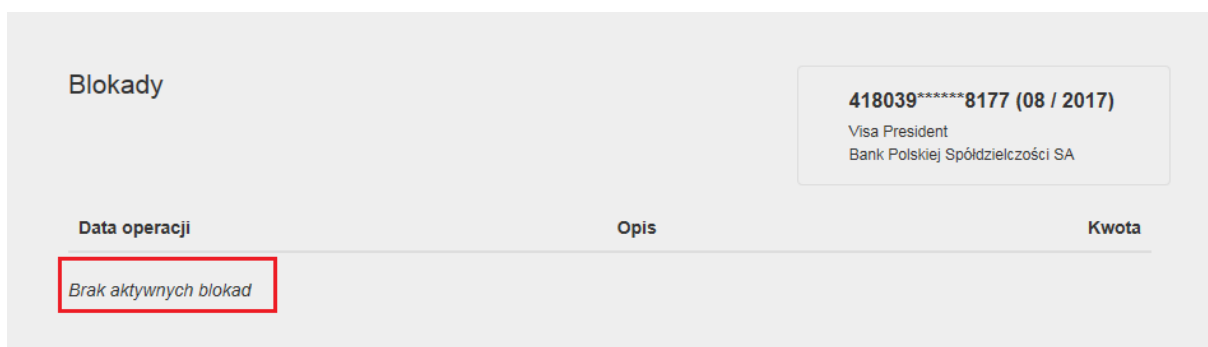 Blokady
418039******8177 (08 / 2017)
Visa President
Bank Polskiej Spółdzielczości SA
Data operacji Opis Kwota
Brak aktywnych blokad